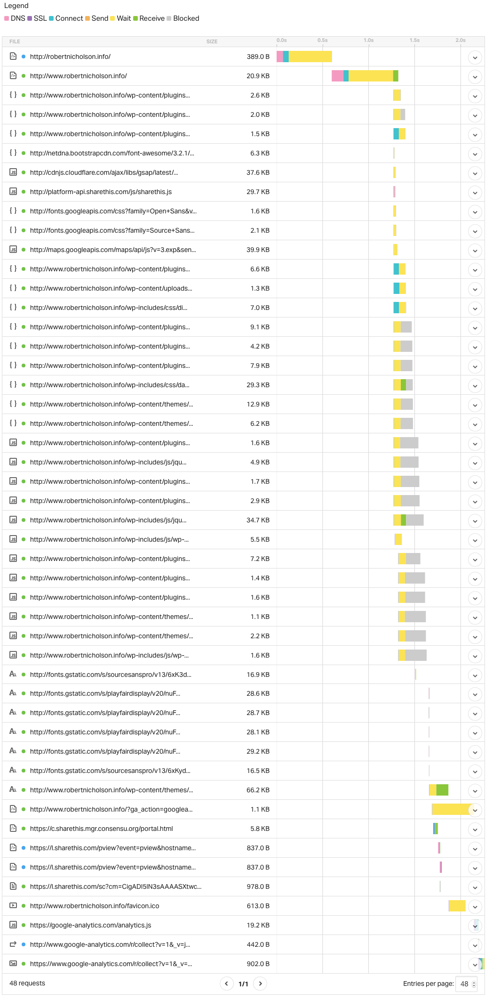 Legend
DNS SSL Connect Send Wait Receive Blocked
FILE SIZE 0.0s 0.5s 1.0s 1.5s 2.0s
http://robertnicholson.info/ 389.0 B
http://www.robertnicholson.info/ 20.9 KB
{ } http://www.robertnicholson.info/wp-content/plugins... 2.6 KB
{ } http://www.robertnicholson.info/wp-content/plugins... 2.0 KB
{ } http://www.robertnicholson.info/wp-content/plugins... 1.5 KB
{ } http://netdna.bootstrapcdn.com/font-awesome/3.2.1/... 6.3 KB
JS http://cdnjs.cloudflare.com/ajax/libs/gsap/latest/... 37.6 KB
JS http://platform-api.sharethis.com/js/sharethis.js 29.7 KB
{ } http://fonts.googleapis.com/css?family=Open+Sans&v... 1.6 KB
{ } http://fonts.googleapis.com/css?family=Source+Sans... 2.1 KB
JS http://maps.googleapis.com/maps/api/js?v=3.exp&sen... 39.9 KB
{ } http://www.robertnicholson.info/wp-content/plugins... 6.6 KB
{ } http://www.robertnicholson.info/wp-content/uploads... 1.3 KB
{ } http://www.robertnicholson.info/wp-includes/css/di... 7.0 KB
{ } http://www.robertnicholson.info/wp-content/plugins... 9.1 KB
{ } http://www.robertnicholson.info/wp-content/plugins... 4.2 KB
{ } http://www.robertnicholson.info/wp-content/plugins... 7.9 KB
{ } http://www.robertnicholson.info/wp-includes/css/da... 29.3 KB
{ } http://www.robertnicholson.info/wp-content/themes/... 12.9 KB
{ } http://www.robertnicholson.info/wp-content/themes/... 6.2 KB
JS http://www.robertnicholson.info/wp-content/plugins... 1.6 KB
JS http://www.robertnicholson.info/wp-includes/js/jqu... 4.9 KB
JS http://www.robertnicholson.info/wp-content/plugins... 1.7 KB
JS http://www.robertnicholson.info/wp-content/plugins... 2.9 KB
JS http://www.robertnicholson.info/wp-includes/js/jqu... 34.7 KB
JS http://www.robertnicholson.info/wp-includes/js/wp-... 5.5 KB
JS http://www.robertnicholson.info/wp-content/plugins... 7.2 KB
JS http://www.robertnicholson.info/wp-content/plugins... 1.4 KB
JS http://www.robertnicholson.info/wp-content/plugins... 1.6 KB
JS http://www.robertnicholson.info/wp-content/themes/... 1.1 KB
JS http://www.robertnicholson.info/wp-content/themes/... 2.2 KB
JS http://www.robertnicholson.info/wp-includes/js/wp-... 1.6 KB
AA http://fonts.gstatic.com/s/sourcesanspro/v13/6xK3d... 16.9 KB
AA http://fonts.gstatic.com/s/playfairdisplay/v20/nuF... 28.6 KB
AA http://fonts.gstatic.com/s/playfairdisplay/v20/nuF... 28.7 KB
AA http://fonts.gstatic.com/s/playfairdisplay/v20/nuF... 28.1 KB
AA http://fonts.gstatic.com/s/playfairdisplay/v20/nuF... 29.2 KB
AA http://fonts.gstatic.com/s/sourcesanspro/v13/6xKyd... 16.5 KB
AA http://www.robertnicholson.info/wp-content/themes/... 66.2 KB
http://www.robertnicholson.info/?ga_action=googlea... 1.1 KB
https://c.sharethis.mgr.consensu.org/portal.html 5.8 KB
https://l.sharethis.com/pview?event=pview&hostname... 837.0 B
https://l.sharethis.com/pview?event=pview&hostname... 837.0 B
https://l.sharethis.com/sc?cm=CigADl5lN3sAAAASXtwc... 978.0 B
http://www.robertnicholson.info/favicon.ico 613.0 B
JS https://google-analytics.com/analytics.js 19.2 KB
http://www.google-analytics.com/r/collect?v=1&_v=j... 442.0 B
https://www.google-analytics.com/r/collect?v=1&_v=... 902.0 B
48 requests 1/1 Entries per page: 48